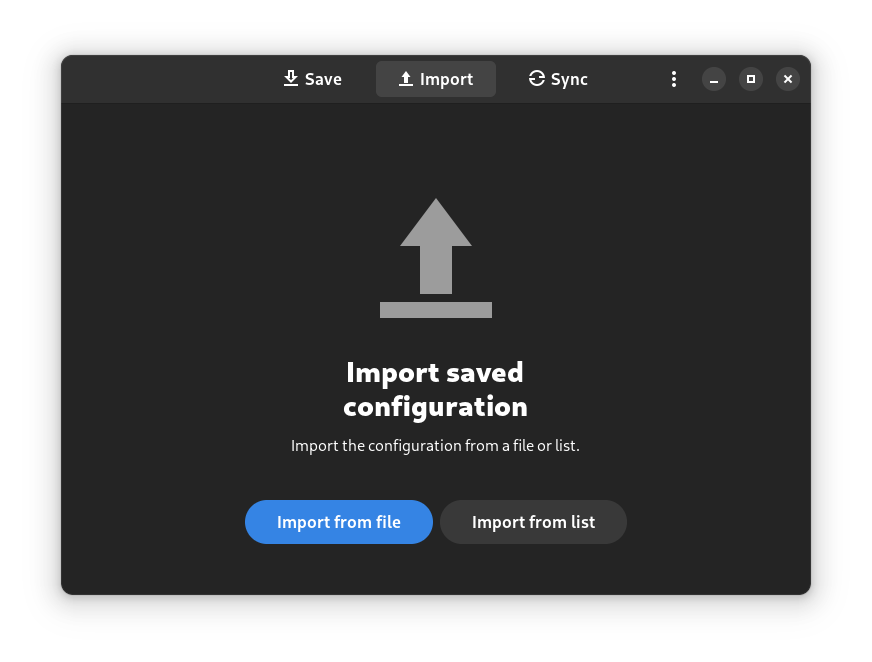 Save
Import
Sync
Import saved
configuration
Import the configuration from a file or list.
Import from file
Import from list